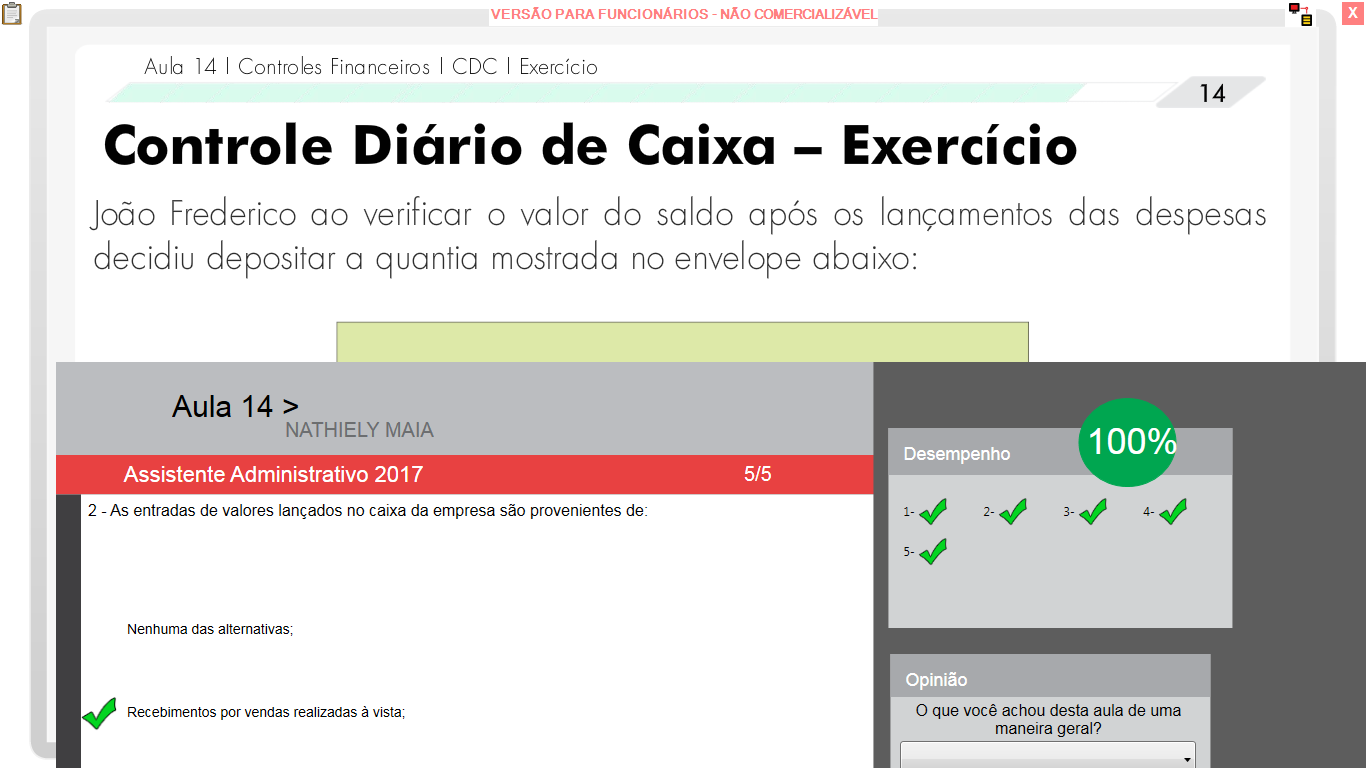 VERSÃO PARA FUNCIONÁRIOS - NÃO COMERCIALIZÁVEL
X
Aula 14 | Controles Financeiros | CDC | Exercício
14
Controle Diário de Caixa – Exercício
João Frederico ao verificar o valor do saldo após os lançamentos das despesas
decidiu depositar a quantia mostrada no envelope abaixo:
Aula 14 >
NATHIELY MAIA
Assistente Administrativo 2017
5/5
2 - As entradas de valores lançados no caixa da empresa são provenientes de:
Nenhuma das alternativas;
Recebimentos por vendas realizadas à vista;
100%
Desempenho
1-
2-
3-
4-
5-
Opinião
O que você achou desta aula de uma
maneira geral?